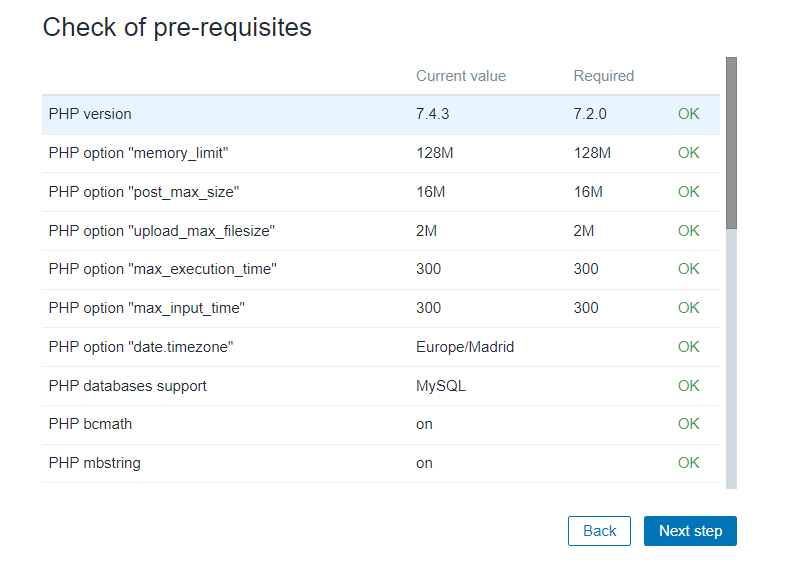 Check of pre-requisites
Current value Required
PHP version 7.4.3 7.2.0 OK
PHP option "memory_limit" 128M 128M OK
PHP option "post_max_size" 16M 16M OK
PHP option "upload_max_filesize" 2M 2M OK
PHP option "max_execution_time" 300 300 OK
PHP option "max_input_time" 300 300 OK
PHP option "date.timezone" Europe/Madrid OK
PHP databases support MySQL OK
PHP bcmath on OK
PHP mbstring on OK
Back Next step